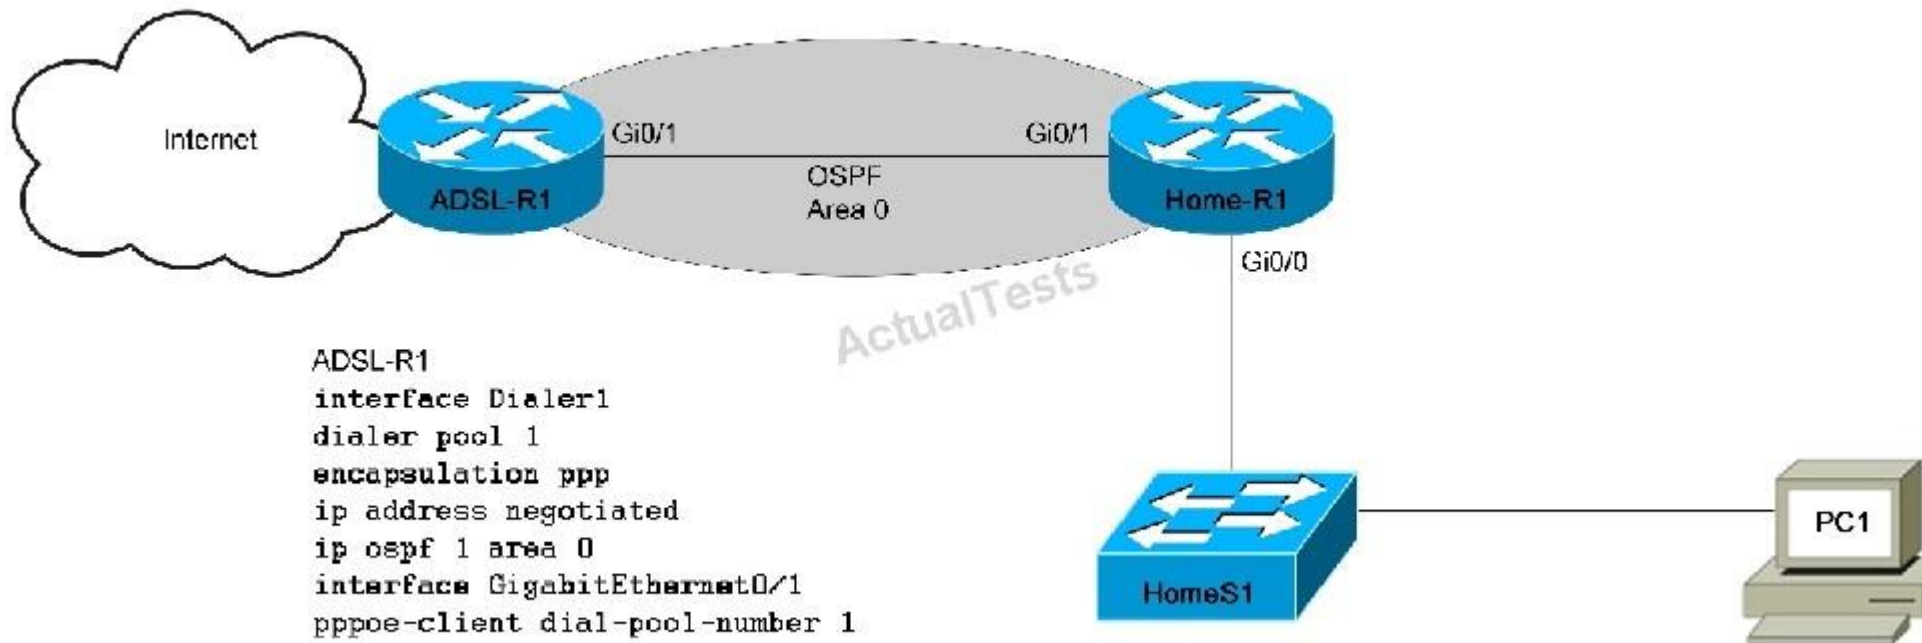 Internet
ADSL-R1
Gi0/1
Gi0/1
OSPF
Area 0
Home-R1
Gi0/0
ActualTests
ADSL-R1
interface Dialer1
dialer pool 1
encapsulation ppp
ip address negotiated
ip ospf 1 area 0
interface GigabitEthernet0/1
pppoe-client dial-pool-number 1
HomeS1
PC1